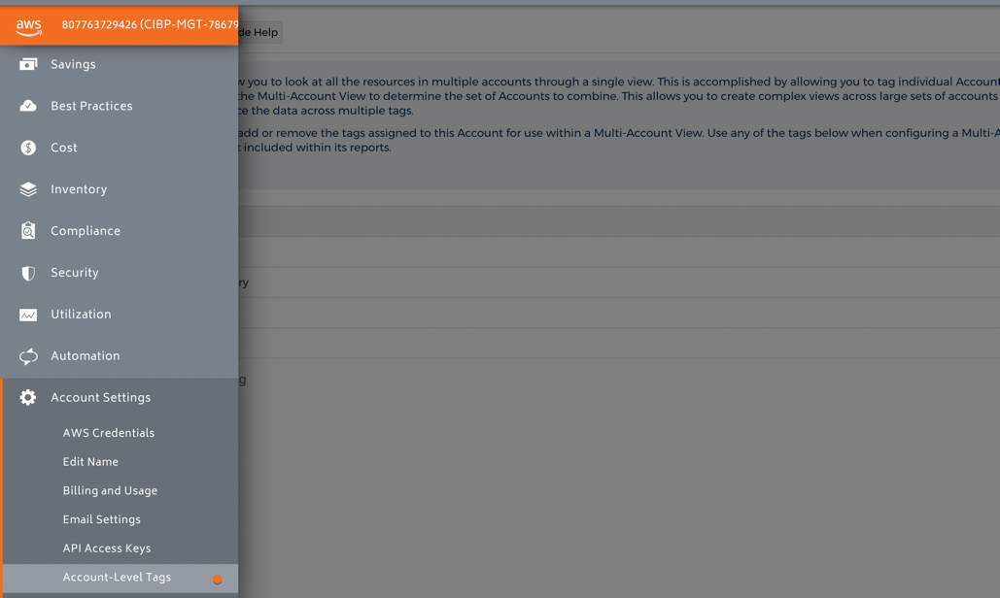 aws
807763729426 (CIBP-MGT-78679
Savings
Best Practices
Cost
Inventory
Compliance
Security
Utilization
Automation
Account Settings
AWS Credentials
Edit Name
Billing and Usage
Email Settings
API Access Keys
Account-Level Tags
de Help
w you to look at all the resources in multiple accounts through a single view. This is accomplished by allowing you to tag individual Account
the Multi-Account View to determine the set of Accounts to combine. This allows you to create complex views across large sets of accounts
ce the data across multiple tags.
add or remove the tags assigned to this Account for use within a Multi-Account View. Use any of the tags below when configuring a Multi-A
t included within its reports.
ry
g